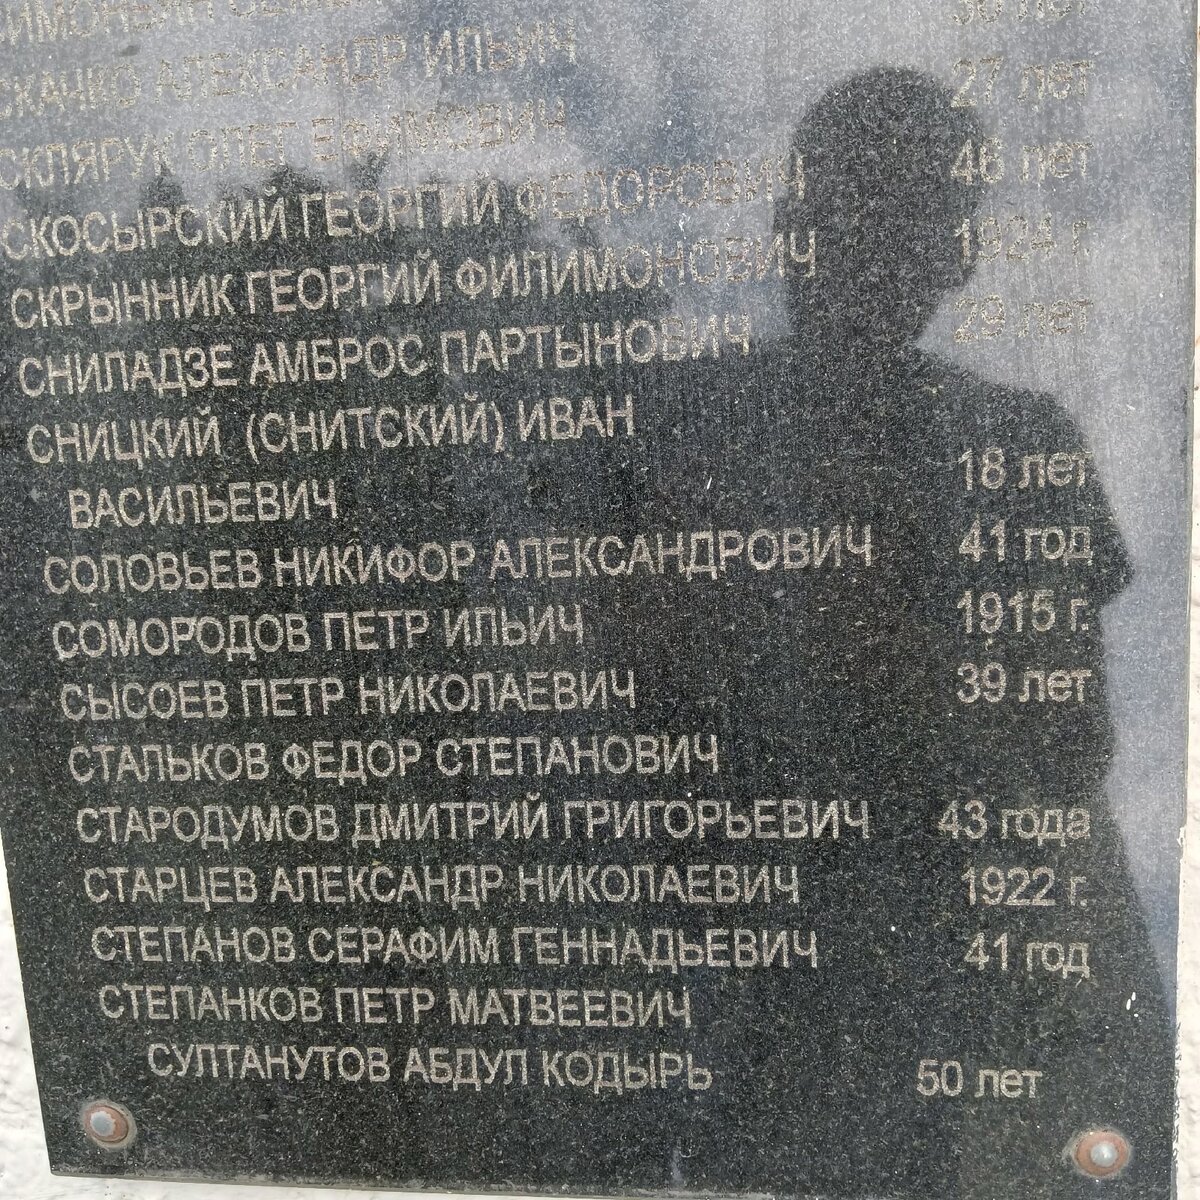 СКАЧКО АЛЕКСАНДР ИЛЬИЧ лет
СКЛЯРУК ОЛЕГ ЕФИМОВИЧ 27 лет
СКОСЫРСКИЙ ГЕОРГИЙ ФЕДОРОВИЧ 46 лет
СКРЫННИК ГЕОРГИЙ ФИЛИМОНОВИЧ 1924 г.
СНИЛАДЗЕ АМБРОС ПАРТЫНОВИЧ 29 лет
СНИЦКИЙ (СНИТСКИЙ) ИВАН
ВАСИЛЬЕВИЧ 18 лет
СОЛОВЬЕВ НИКИФОР АЛЕКСАНДРОВИЧ 41 год
СОМОРОДОВ ПЕТР ИЛЬИЧ 1915 г.
СЫСОЕВ ПЕТР НИКОЛАЕВИЧ 39 лет
СТАЛЬКОВ ФЕДОР СТЕПАНОВИЧ
СТАРОДУМОВ ДМИТРИЙ ГРИГОРЬЕВИЧ 43 года
СТАРЦЕВ АЛЕКСАНДР НИКОЛАЕВИЧ 1922 г.
СТЕПАНОВ СЕРАФИМ ГЕННАДЬЕВИЧ 41 год
СТЕПАНКОВ ПЕТР МАТВЕЕВИЧ
СУЛТАНУТОВ АБДУЛ КОДЫРЬ 50 лет